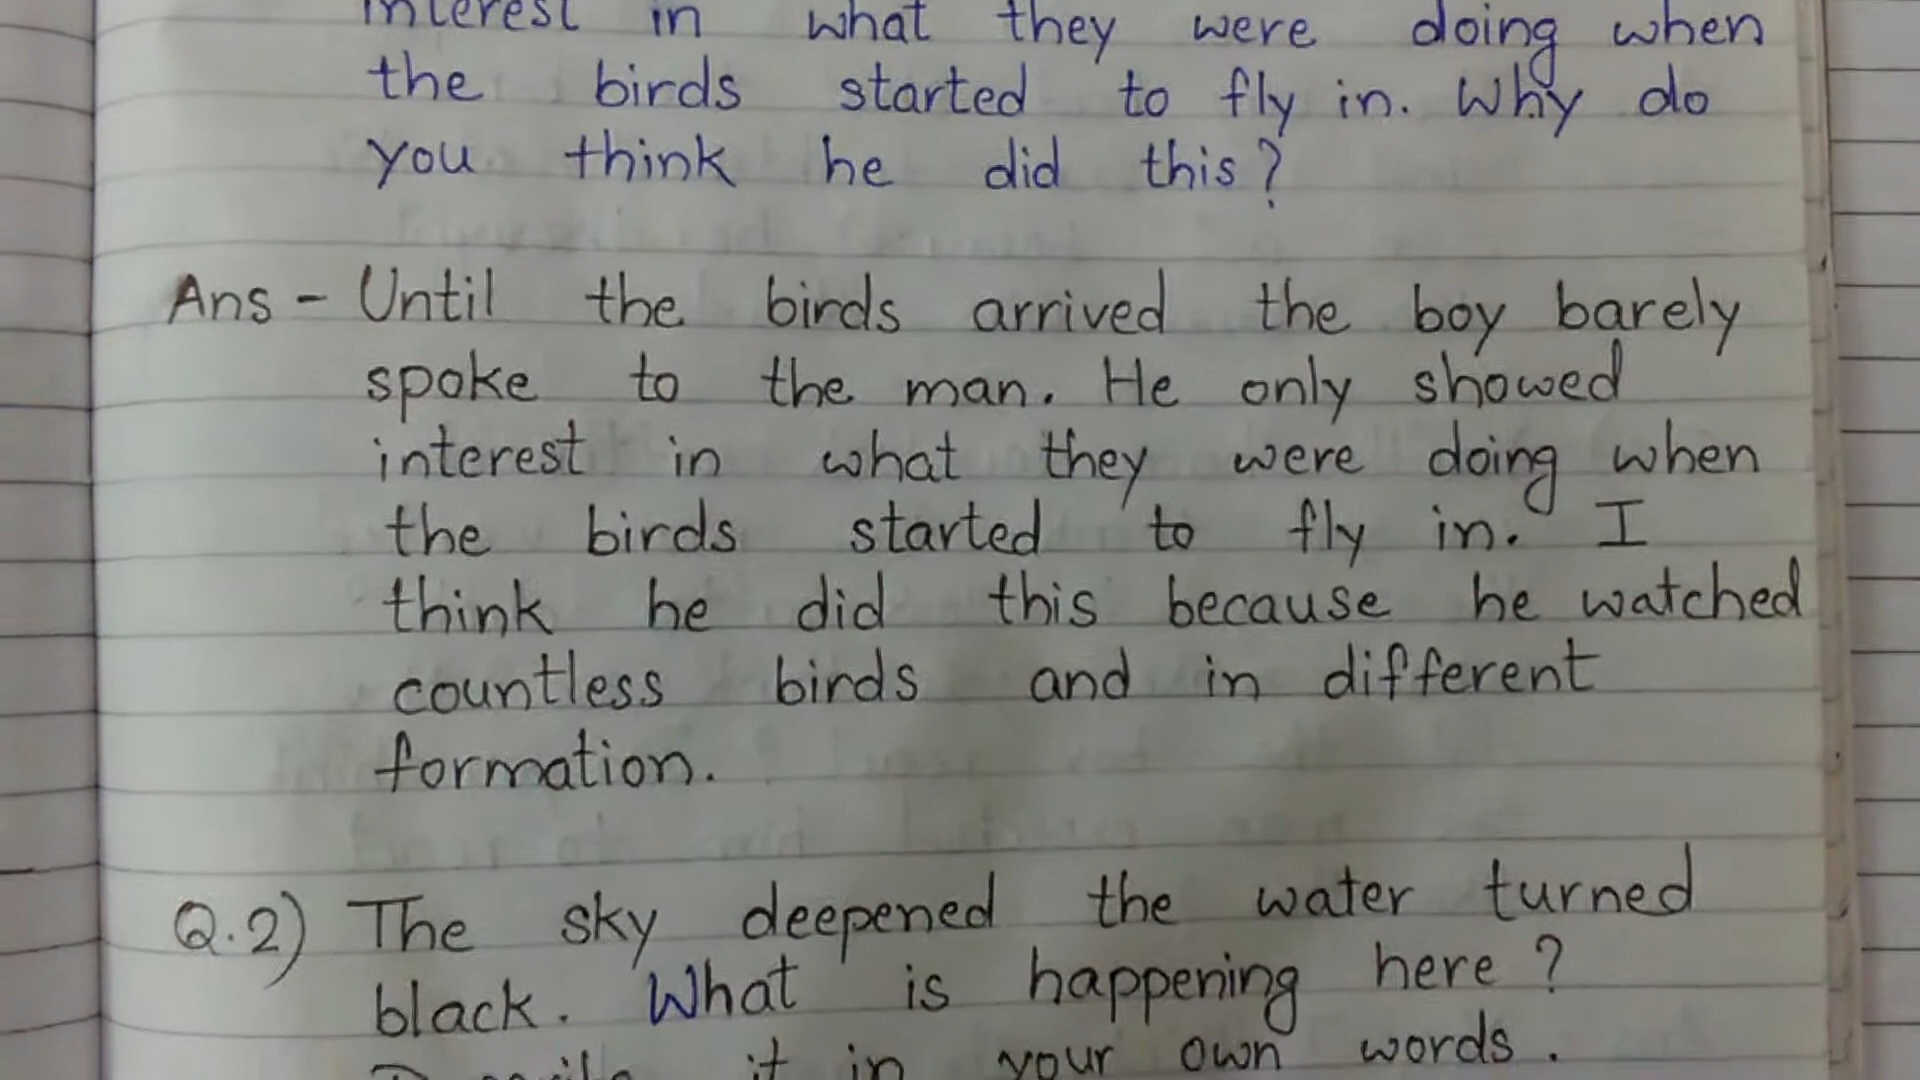 interest in what they were doing when
the birds started to fly in. Why do
you think he did this?
Ans - Until the birds arrived the boy barely
spoke to the man. He only showed
interest in what they were doing when
the birds started to fly in. I
think he did this because he watched
countless birds and in different
formation.
Q.2) The sky deepened the water turned
black. What is happening here?
it in your own words.